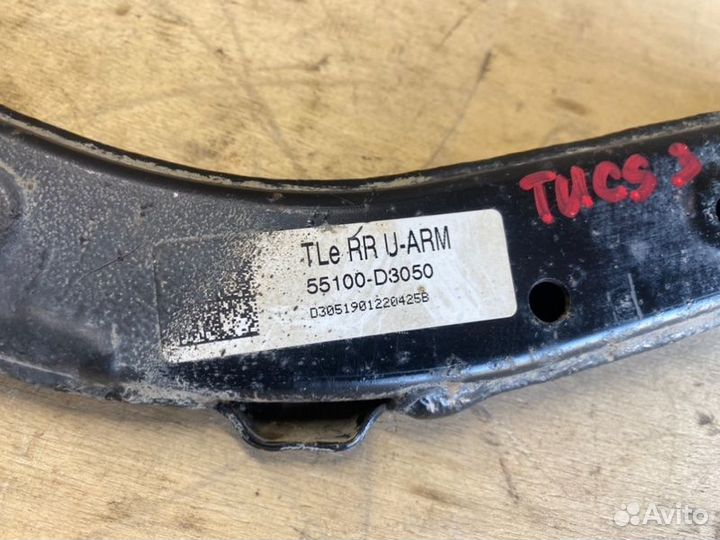 TUCS 3
TLe RR U-ARM
55100-D3050
D3051901220425B
Avito